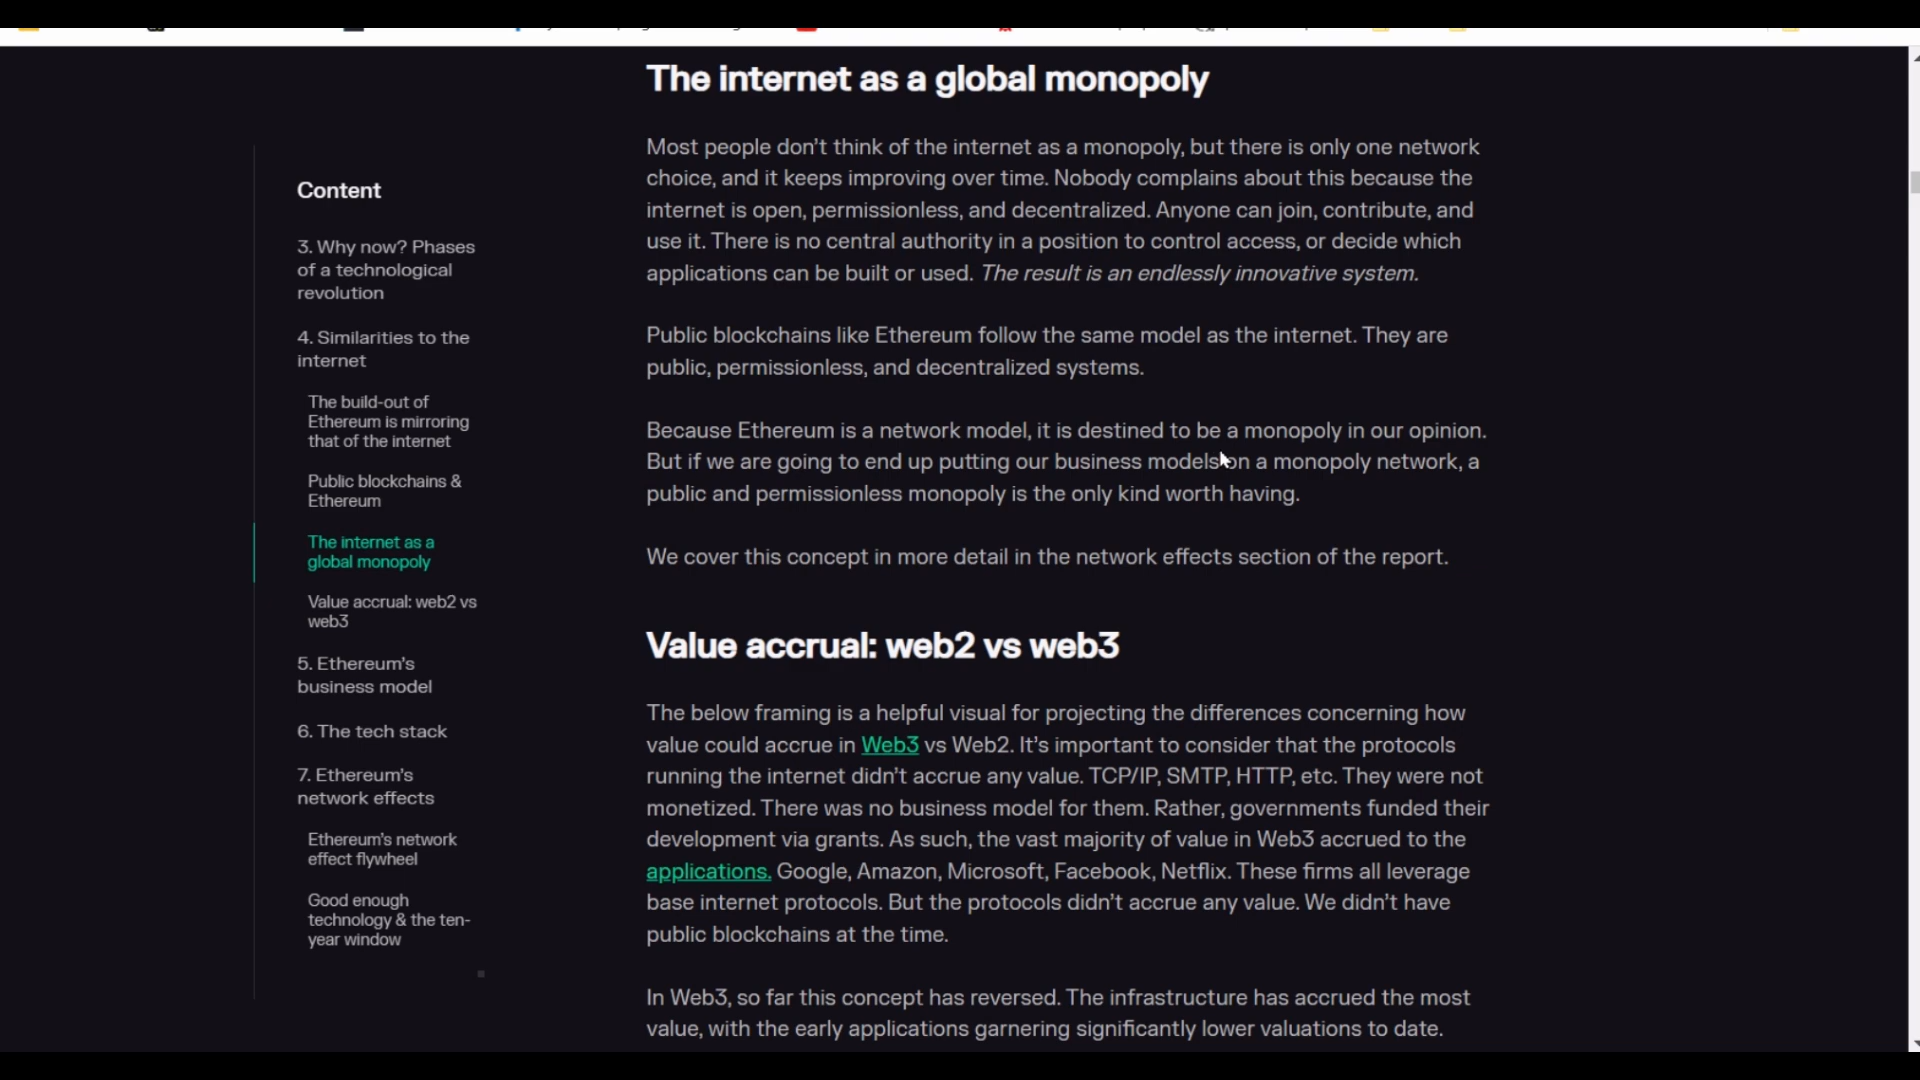 Content
3. Why now? Phases
of a technological
revolution
4. Similarities to the
internet
The build-out of
Ethereum is mirroring
that of the internet
Public blockchains &
Ethereum
The internet as a
global monopoly
Value accrual: web2 vs
web3
5. Ethereum's
business model
6. The tech stack
7. Ethereum's
network effects
Ethereum's network
effect flywheel
Good enough
technology & the ten-
year window
The internet as a global monopoly
Most people don't think of the internet as a monopoly, but there is only one network
choice, and it keeps improving over time. Nobody complains about this because the
internet is open, permissionless, and decentralized. Anyone can join, contribute, and
use it. There is no central authority in a position to control access, or decide which
applications can be built or used. The result is an endlessly innovative system.
Public blockchains like Ethereum follow the same model as the internet. They are
public, permissionless, and decentralized systems.
Because Ethereum is a network model, it is destined to be a monopoly in our opinion.
But if we are going to end up putting our business models on a monopoly network, a
public and permissionless monopoly is the only kind worth having.
We cover this concept in more detail in the network effects section of the report.
Value accrual: web2 vs web3
The below framing is a helpful visual for projecting the differences concerning how
value could accrue in Web3 vs Web2. It's important to consider that the protocols
running the internet didn't accrue any value. TCP/IP, SMTP, HTTP, etc. They were not
monetized. There was no business model for them. Rather, governments funded their
development via grants. As such, the vast majority of value in Web3 accrued to the
applications. Google, Amazon, Microsoft, Facebook, Netflix. These firms all leverage
base internet protocols. But the protocols didn't accrue any value. We didn't have
public blockchains at the time.
In Web3, so far this concept has reversed. The infrastructure has accrued the most
value, with the early applications garnering significantly lower valuations to date.